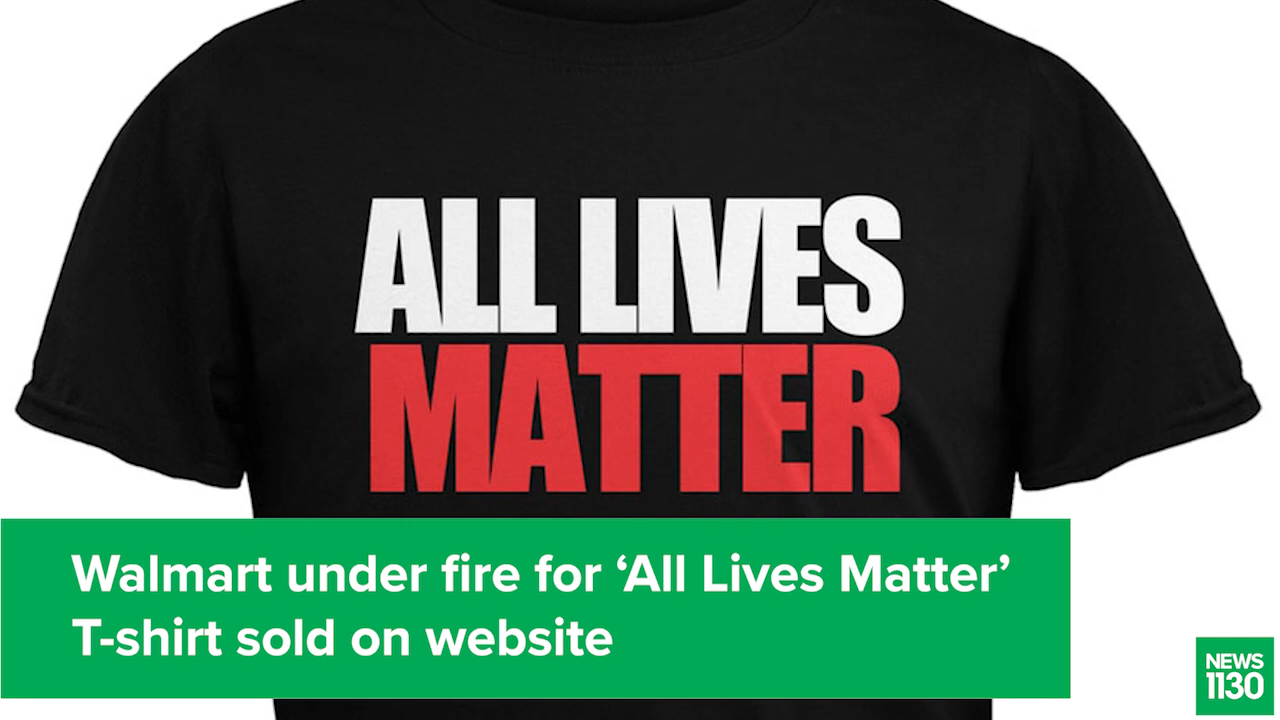 ALL LIVES
MATTER
Walmart under fire for ‘All Lives Matter’
T-shirt sold on website
NEWS
1130